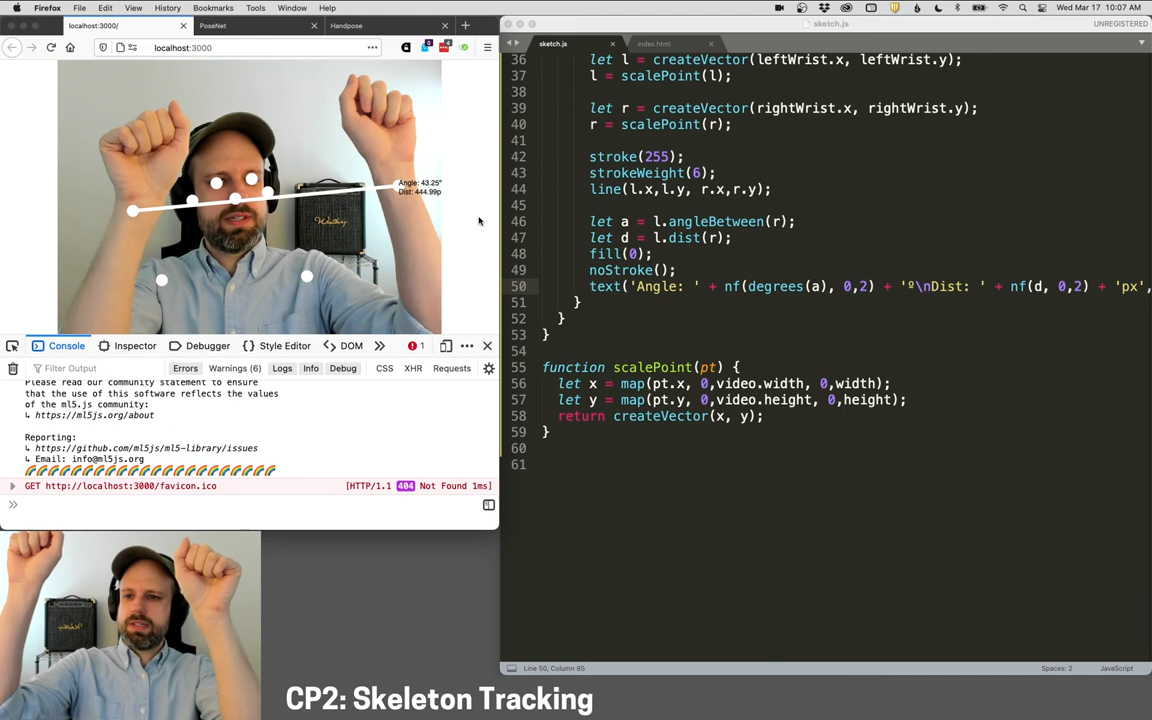 Firefox File Edit View History Bookmarks Tools Window Help
Wed Mar 17 10:07 AM
localhost:3000/
PoseNet
Handpose
localhost:3000
Angle: 43.25°
Dist: 444.99p
Console Inspector Debugger Style Editor DOM 1
Filter Output
Errors Warnings (6) Logs Info Debug CSS XHR Requests
Please read our community statement to ensure
that the use of this software reflects the values
of the ml5.js community:
↳ https://ml5js.org/about
Reporting:
↳ https://github.com/ml5js/ml5-library/issues
↳ Email: info@ml5js.org
GET http://localhost:3000/favicon.ico [HTTP/1.1 404 Not Found 1ms]
sketch.js
UNREGISTERED
sketch.js
index.html
36 let l = createVector(leftWrist.x, leftWrist.y);
37 l = scalePoint(l);
38
39 let r = createVector(rightWrist.x, rightWrist.y);
40 r = scalePoint(r);
41
42 stroke(255);
43 strokeWeight(6);
44 line(l.x,l.y, r.x,r.y);
45
46 let a = l.angleBetween(r);
47 let d = l.dist(r);
48 fill(0);
49 noStroke();
50 text('Angle: ' + nf(degrees(a), 0,2) + 'º\nDist: ' + nf(d, 0,2) + 'px',
51 }
52 }
53 }
54
55 function scalePoint(pt) {
56 let x = map(pt.x, 0,video.width, 0,width);
57 let y = map(pt.y, 0,video.height, 0,height);
58 return createVector(x, y);
59 }
60
61
Line 50, Column 85
Spaces: 2
JavaScript
CP2: Skeleton Tracking